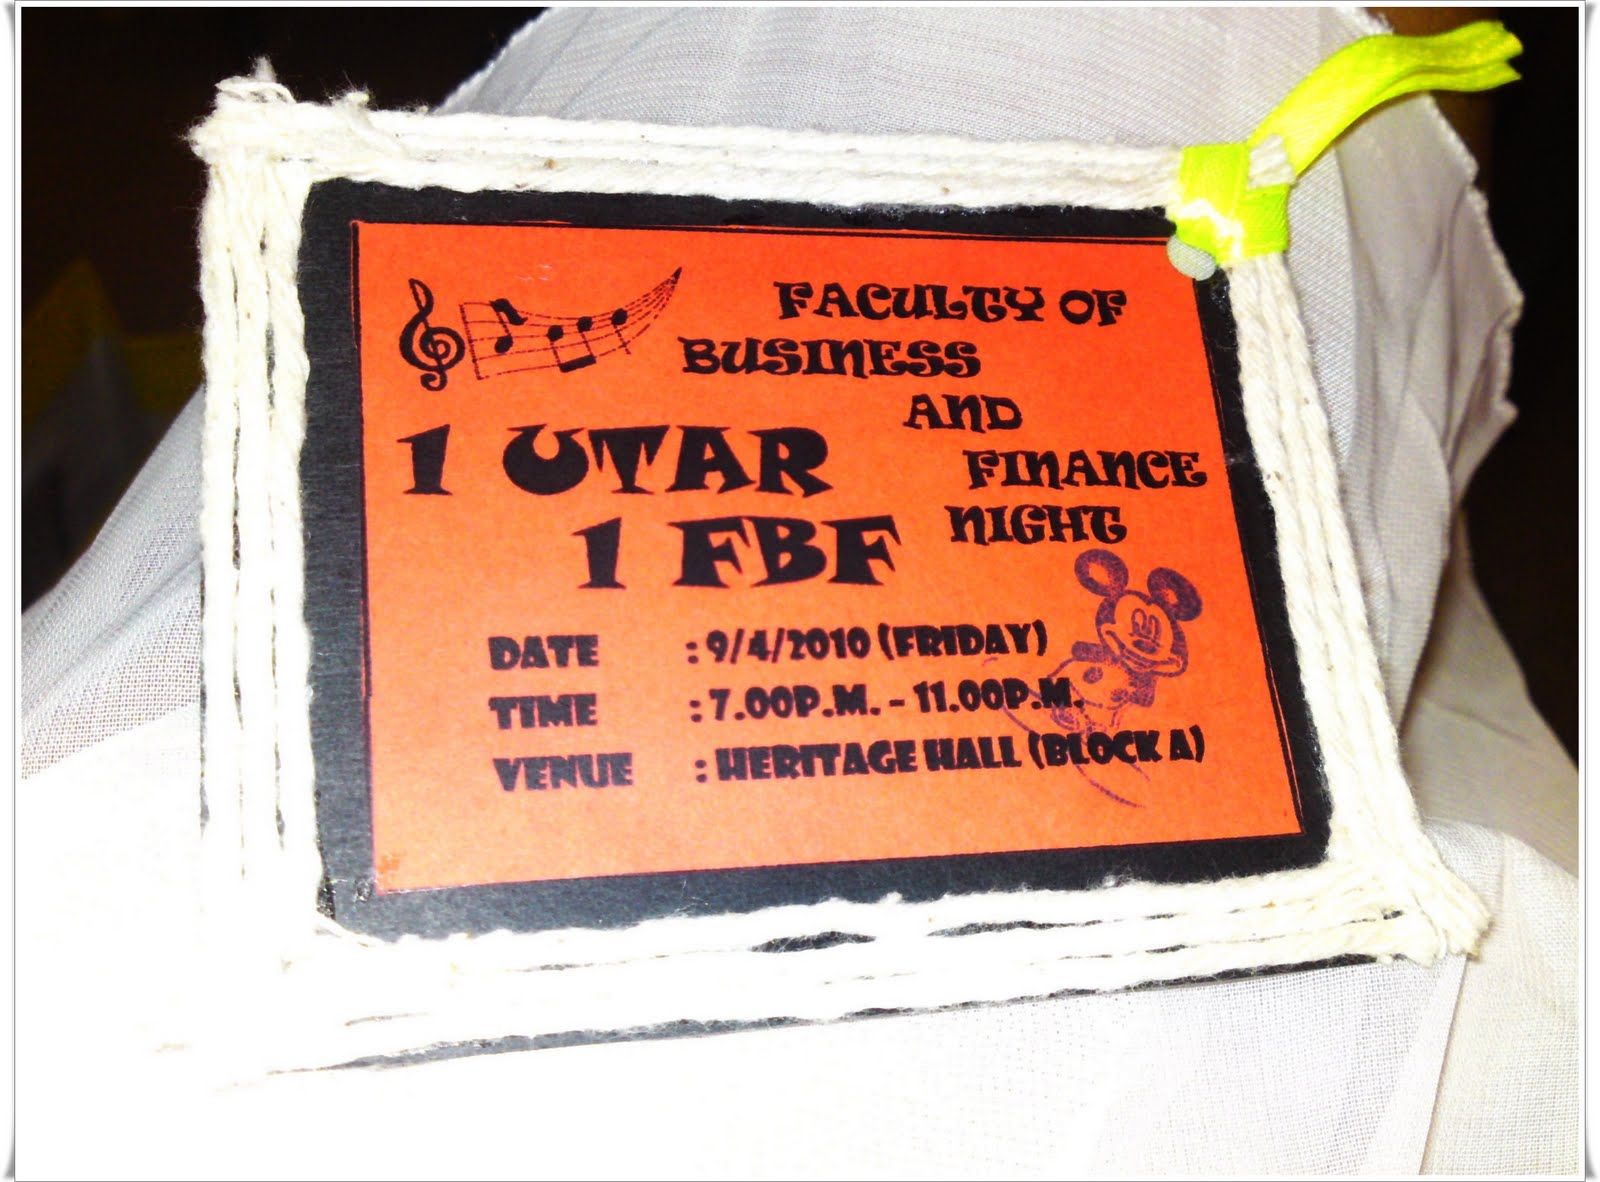 FACULTY OF
BUSINESS
AND
FINANCE
NIGHT
1 UTAR
1 FBF
DATE : 9/4/2010 (FRIDAY)
TIME : 7.00P.M. - 11.00P.M.
VENUE : HERITAGE HALL (BLOCK A)